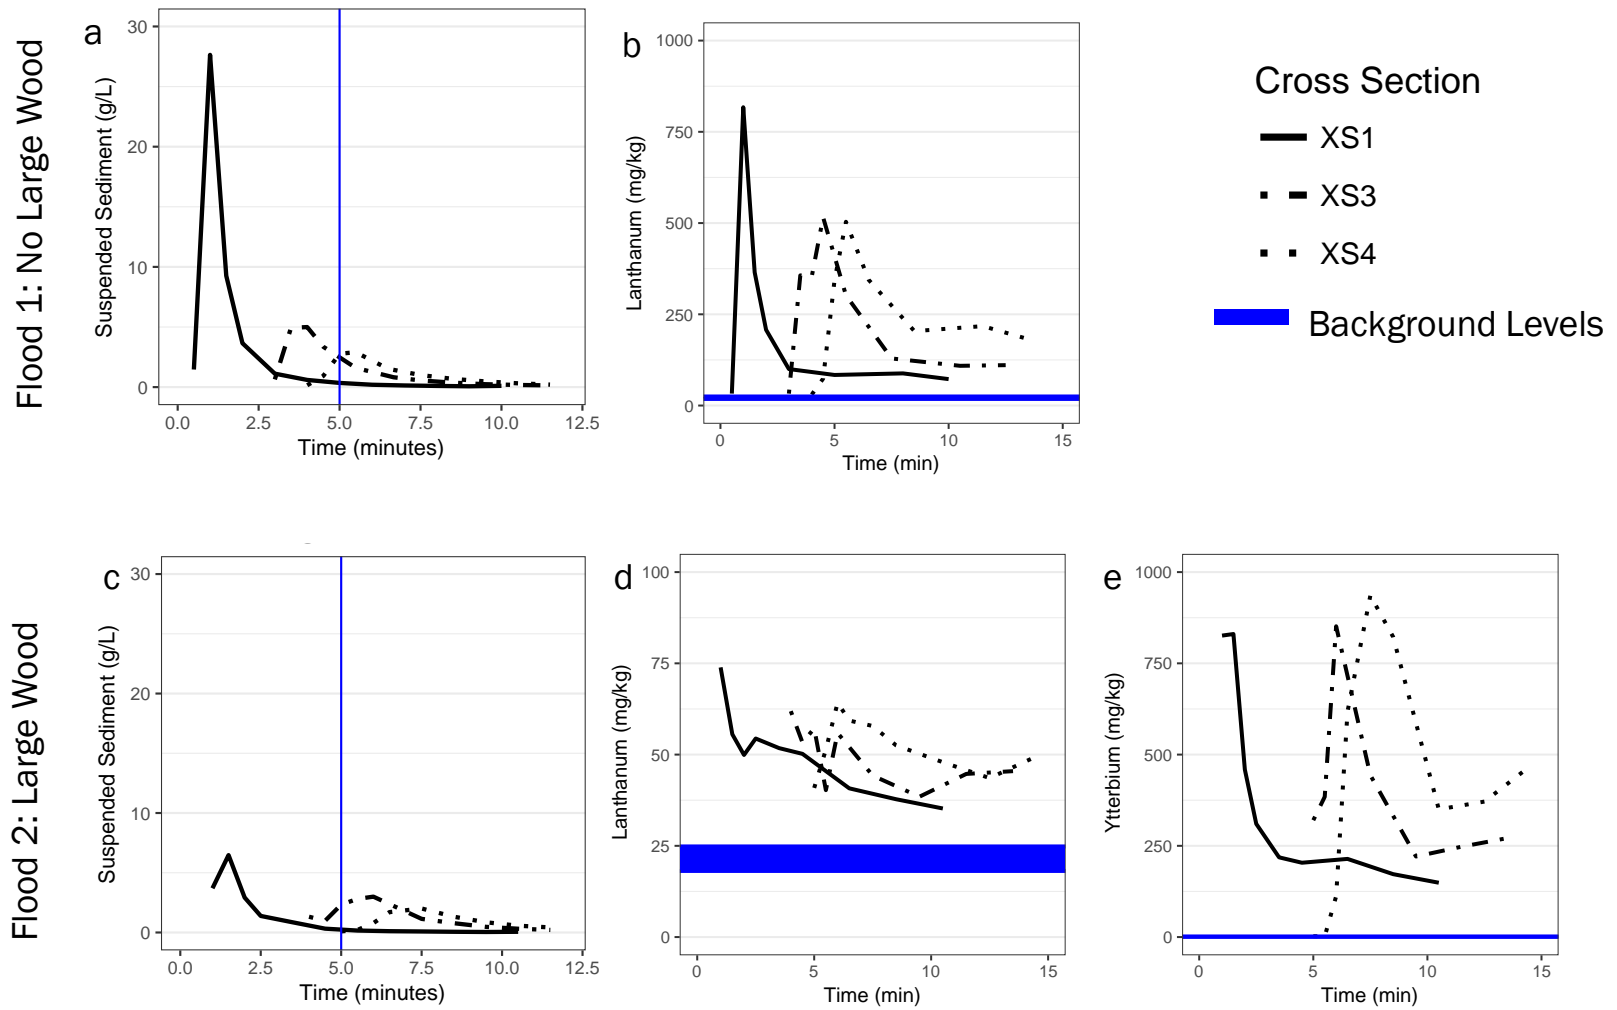 Flood 1: No Large Wood
a
Suspended Sediment (g/L)
30
20
10
0
0.0 2.5 5.0 7.5 10.0 12.5
Time (minutes)
b
Lanthanum (mg/kg)
1000
750
500
250
0
0 5 10 15
Time (min)
Cross Section
XS1
XS3
XS4
Background Levels
Flood 2: Large Wood
c
Suspended Sediment (g/L)
30
20
10
0
0.0 2.5 5.0 7.5 10.0 12.5
Time (minutes)
d
Lanthanum (mg/kg)
100
75
50
25
0
0 5 10 15
Time (min)
e
Ytterbium (mg/kg)
1000
750
500
250
0
0 5 10 15
Time (min)